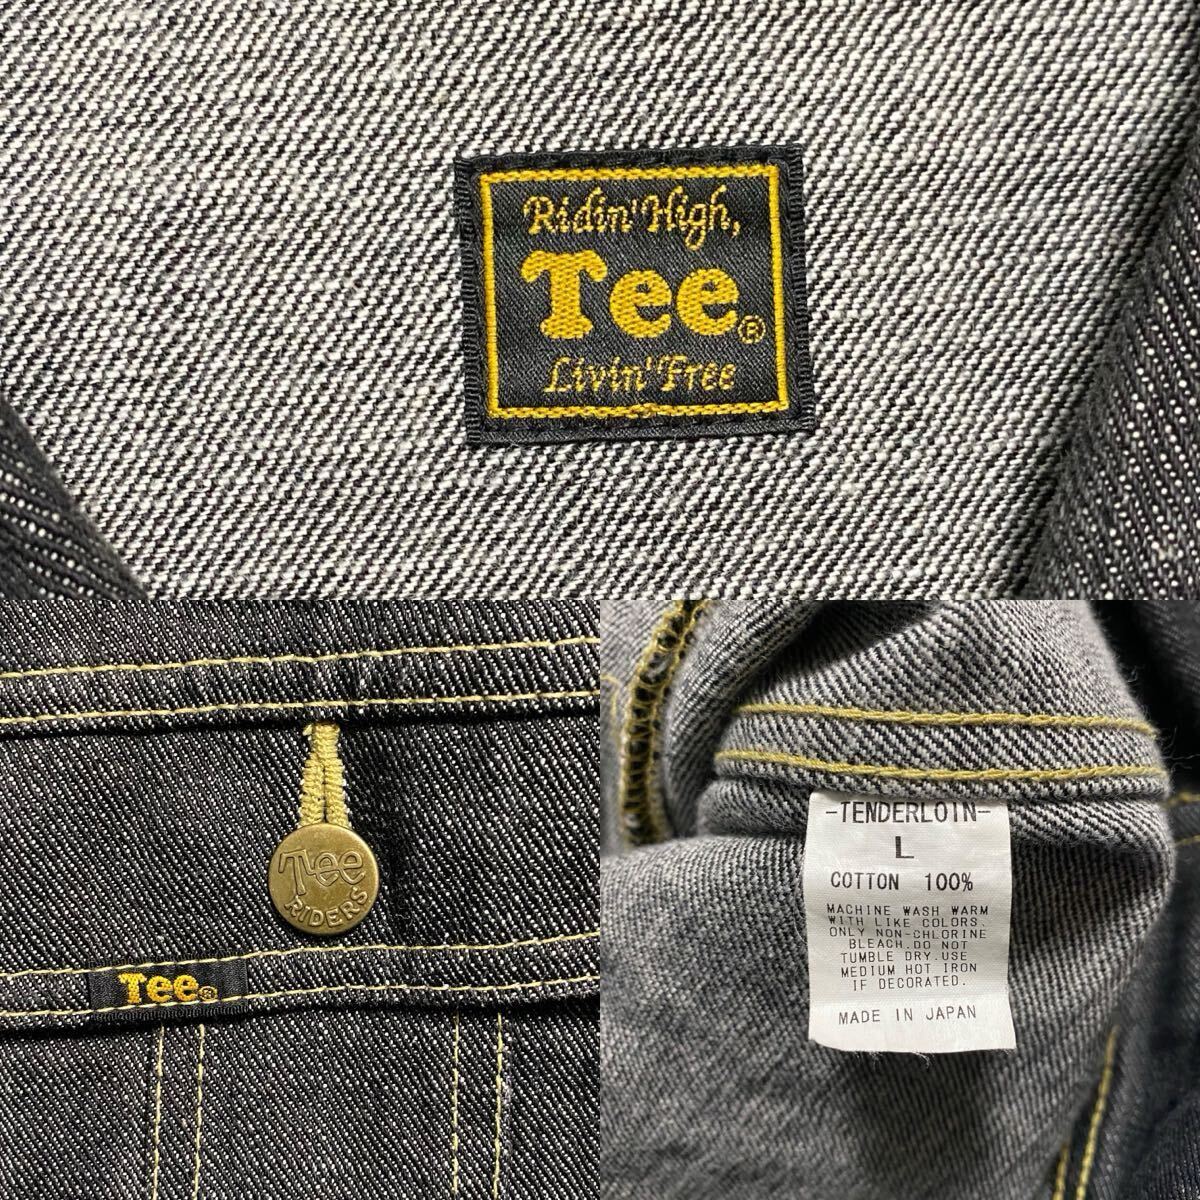 Ridin' High,
Tee®
Livin' Free
Tee
RIDERS
Tee®
-TENDERLOIN-
L
COTTON 100%
MACHINE WASH WARM
WITH LIKE COLORS.
ONLY NON-CHLORINE
BLEACH.DO NOT
TUMBLE DRY.USE
MEDIUM HOT IRON
IF DECORATED.
MADE IN JAPAN